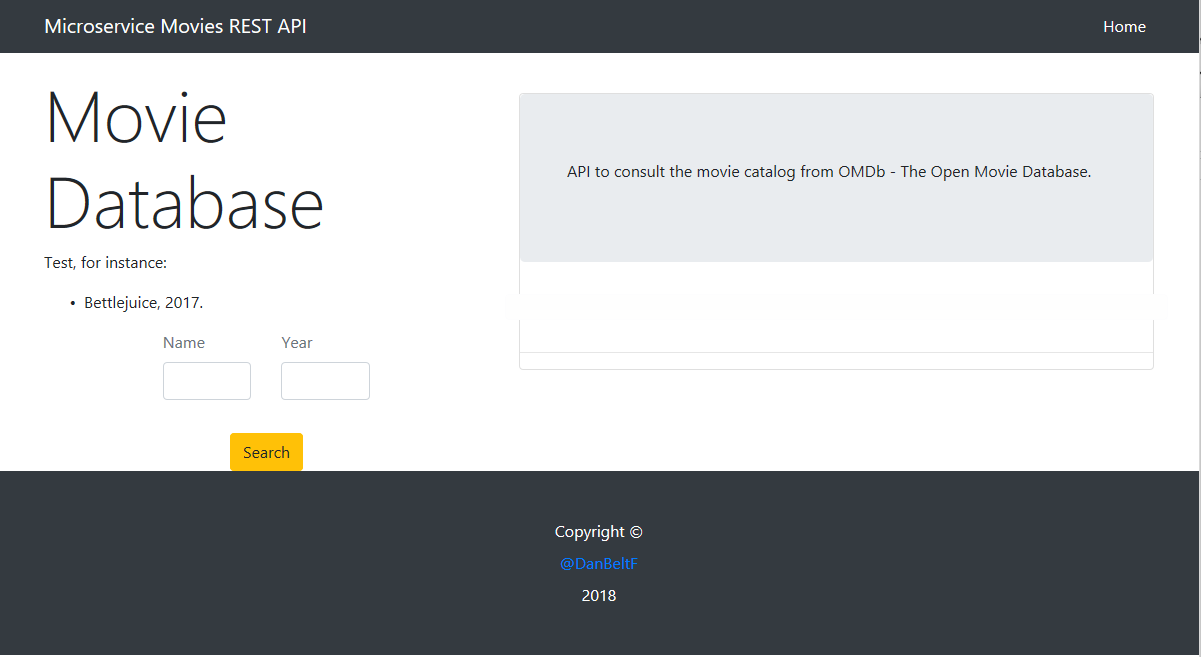 Microservice Movies REST API
Home
Movie
Database
Test, for instance:
• Bettlejuice, 2017.
Name
Year
Search
API to consult the movie catalog from OMDb - The Open Movie Database.
Copyright ©
@DanBeltF
2018